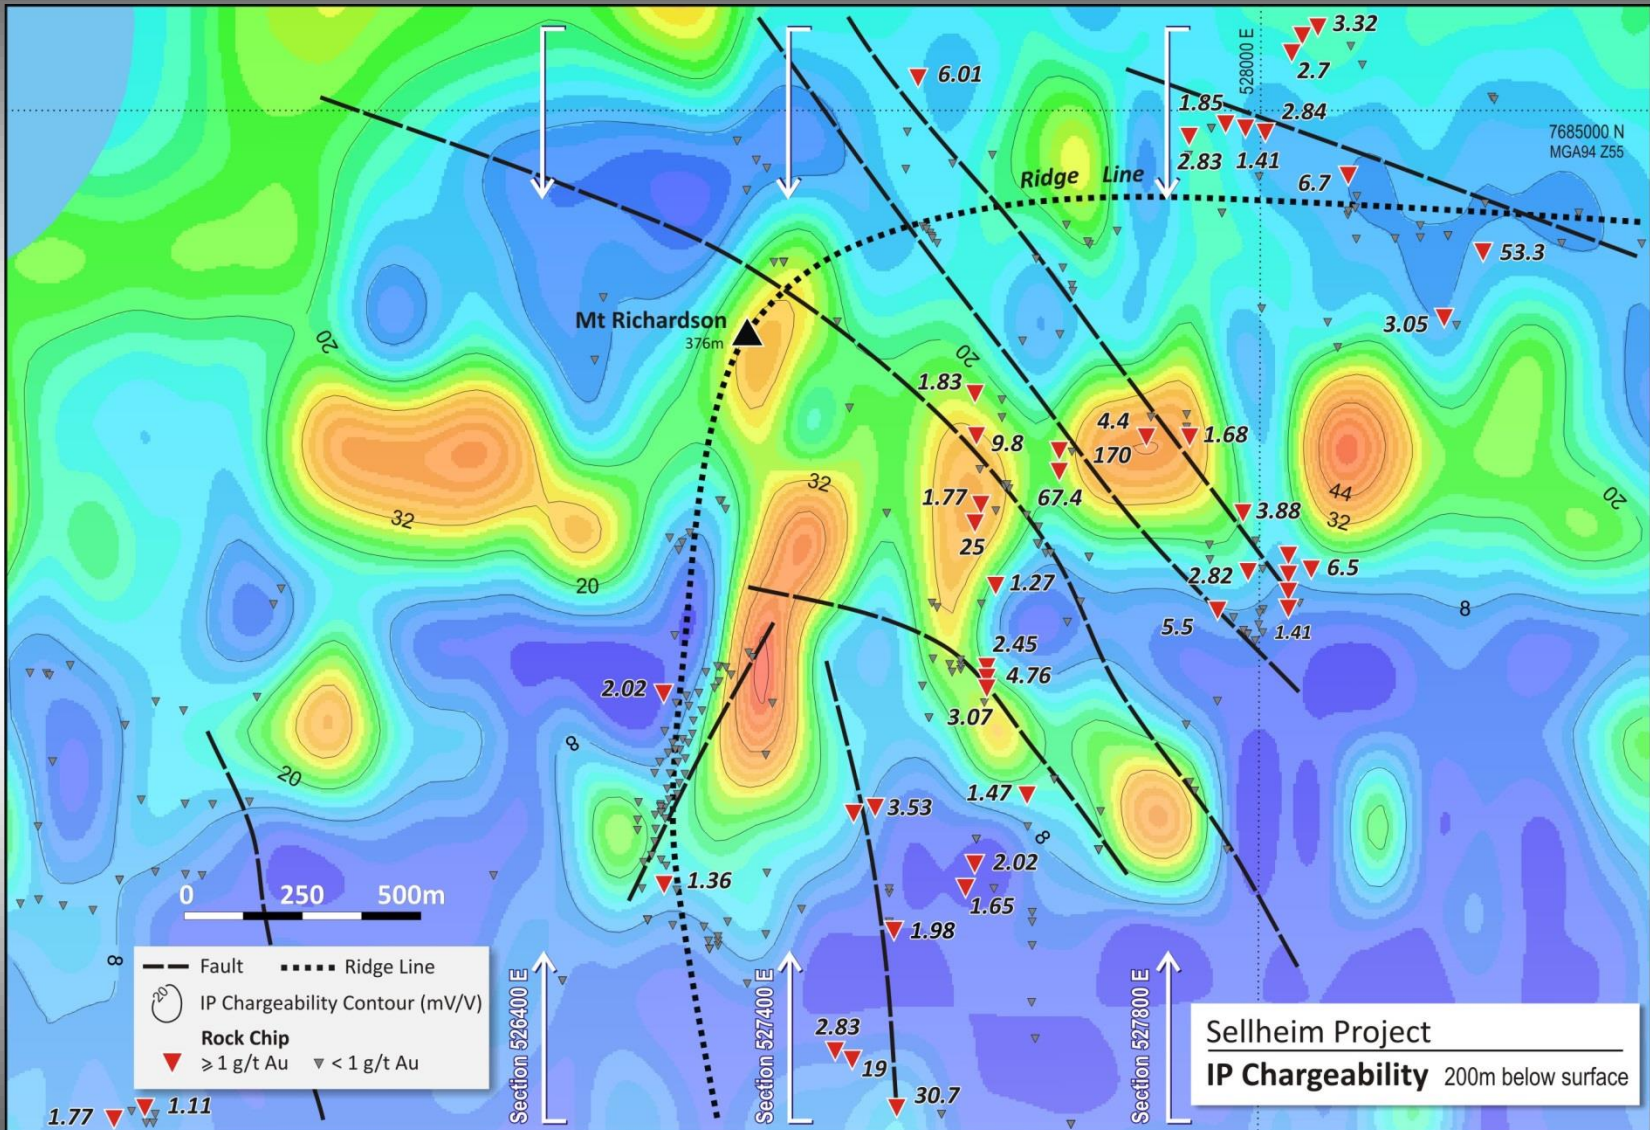 3.32
2.7
6.01
528000 E
1.85
2.84
7685000 N
MGA94 Z55
2.83
1.41
Ridge Line
6.7
53.3
Mt Richardson
376m
3.05
20
20
1.83
4.4
1.68
9.8
170
32
44
20
1.77
67.4
3.88
32
32
25
2.82
6.5
20
1.27
8
5.5
1.41
2.45
2.02
4.76
3.07
8
20
1.47
3.53
8
2.02
0 250 500m
1.36
1.65
1.98
8
Fault
Ridge Line
20
IP Chargeability Contour (mV/V)
Rock Chip
⩾ 1 g/t Au
< 1 g/t Au
Section 526400 E
Section 527400 E
Section 527800 E
2.83
19
30.7
1.77
1.11
Sellheim Project
IP Chargeability 200m below surface